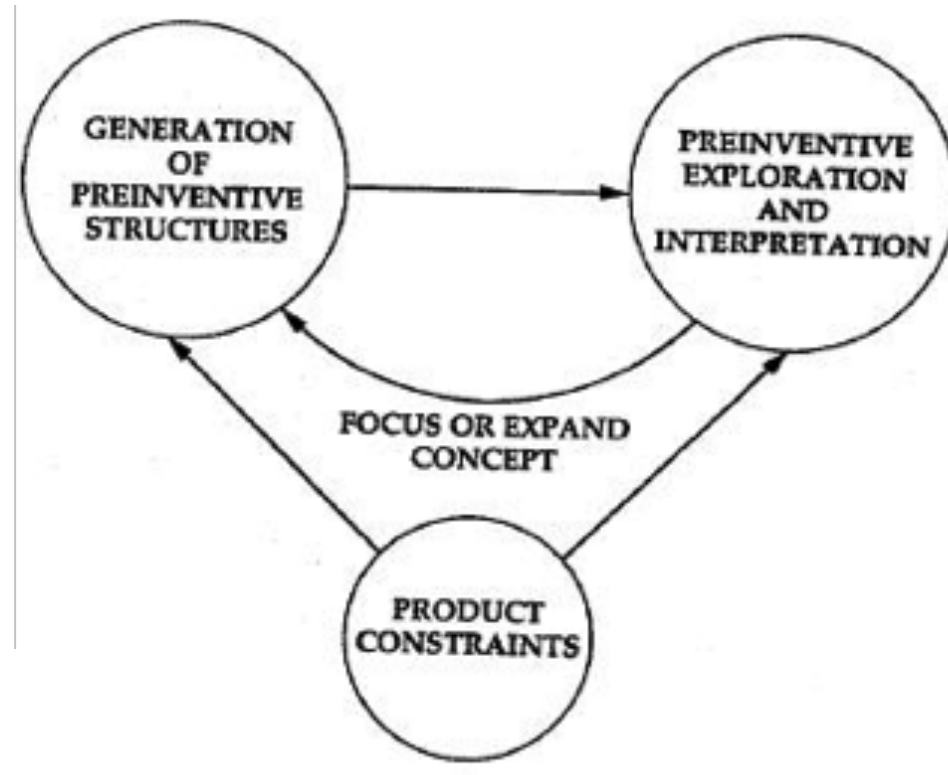 GENERATION
OF
PREINVENTIVE
STRUCTURES
PREINVENTIVE
EXPLORATION
AND
INTERPRETATION
FOCUS OR EXPAND
CONCEPT
PRODUCT
CONSTRAINTS